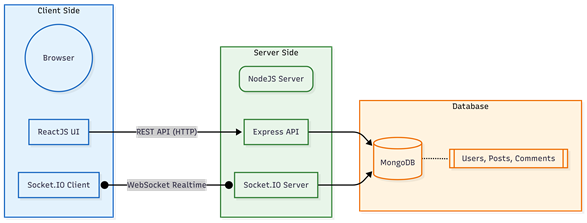 Client Side
Browser
ReactJS UI
Socket.IO Client
REST API (HTTP)
WebSocket Realtime
Server Side
NodeJS Server
Express API
Socket.IO Server
Database
MongoDB
Users, Posts, Comments